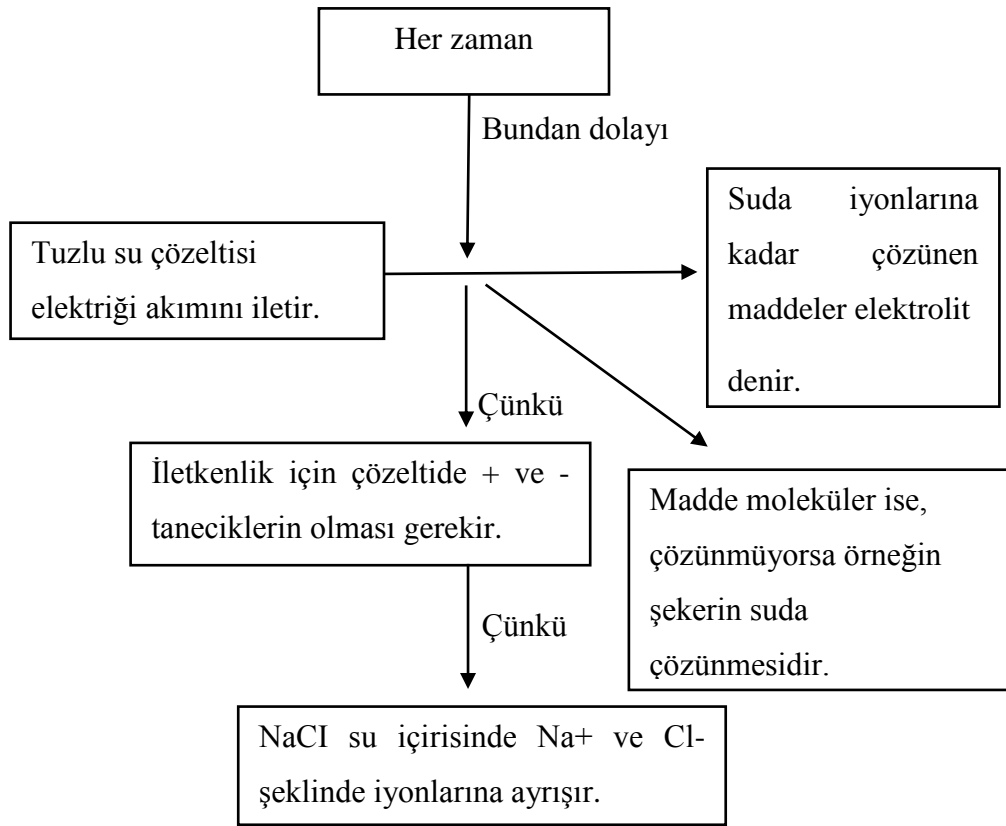 Her zaman
Bundan dolayı
Tuzlu su çözeltisi
elektriği akımını iletir.
Suda iyonlarına
kadar çözünen
maddeler elektrolit
denir.
Çünkü
İletkenlik için çözeltide + ve -
taneciklerin olması gerekir.
Madde moleküler ise,
çözünmüyorsa örneğin
şekerin suda
çözünmesidir.
Çünkü
NaCI su içirisinde Na+ ve Cl-
şeklinde iyonlarına ayrışır.